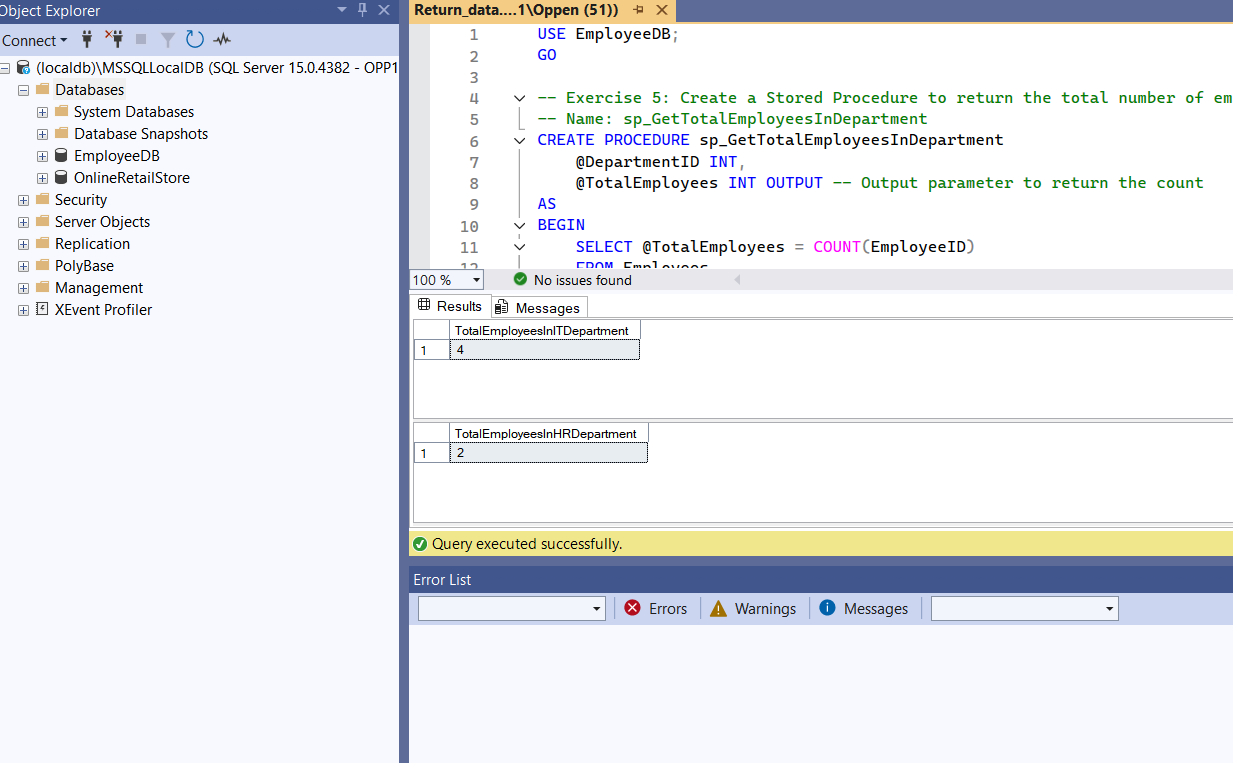 Object Explorer
Connect
(localdb)\MSSQLLocalDB (SQL Server 15.0.4382 - OPP1
Databases
System Databases
Database Snapshots
EmployeeDB
OnlineRetailStore
Security
Server Objects
Replication
PolyBase
Management
XEvent Profiler
Return_data....1\Oppen (51))
1 USE EmployeeDB;
2 GO
3
4 -- Exercise 5: Create a Stored Procedure to return the total number of em
5 -- Name: sp_GetTotalEmployeesInDepartment
6 CREATE PROCEDURE sp_GetTotalEmployeesInDepartment
7 @DepartmentID INT,
8 @TotalEmployees INT OUTPUT -- Output parameter to return the count
9 AS
10 BEGIN
11 SELECT @TotalEmployees = COUNT(EmployeeID)
12 FROM Employees
100 % No issues found
Results Messages
TotalEmployeesInITDepartment
1 4
TotalEmployeesInHRDepartment
1 2
Query executed successfully.
Error List
Errors Warnings Messages